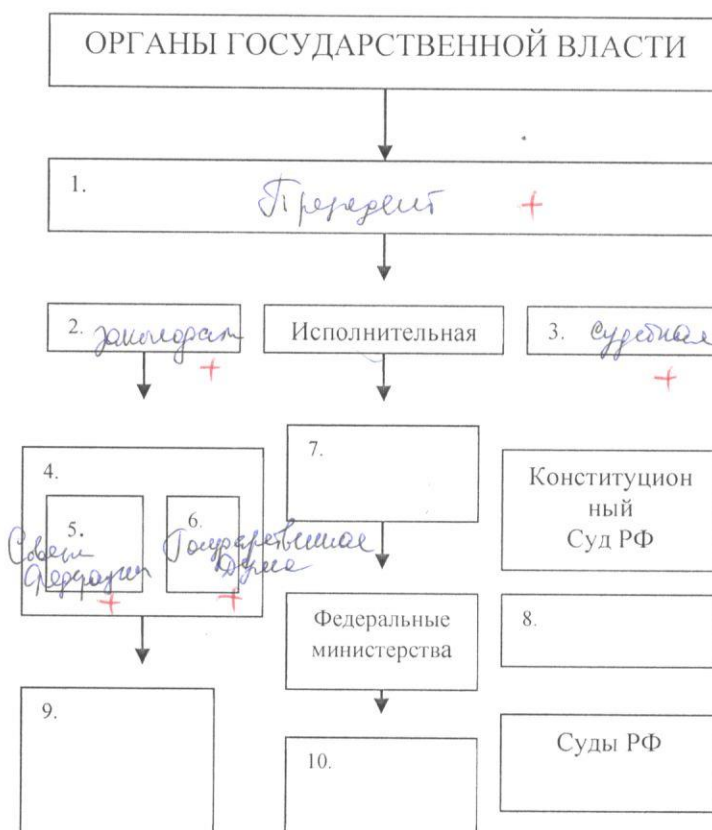 ОРГАНЫ ГОСУДАРСТВЕННОЙ ВЛАСТИ
1. Президент +
2. законодат
+
Исполнительная
3. Судебная
+
4.
5. Совет
Федерации
+
6. Государственная
Дума
+
7.
Федеральные
министерства
Конституцион
ный
Суд РФ
8.
9.
10.
Суды РФ